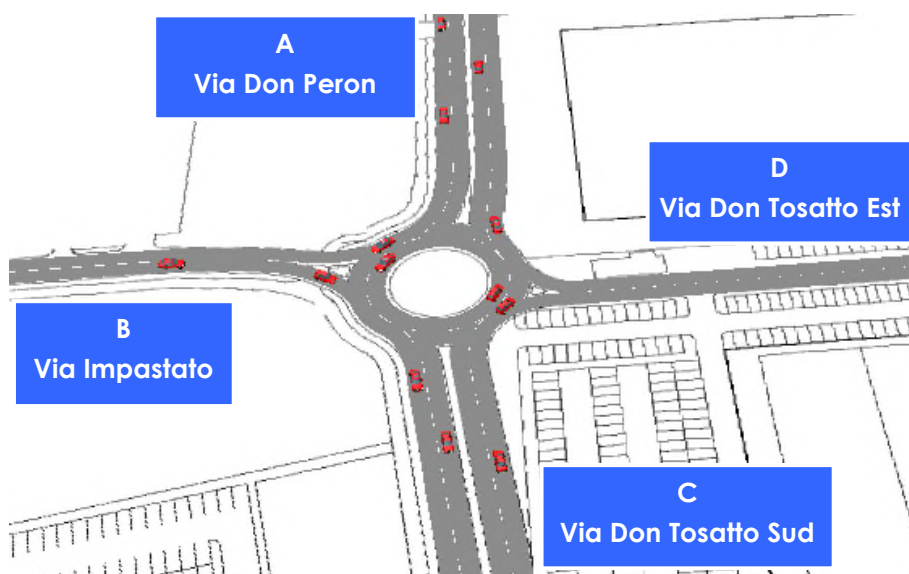 A
Via Don Peron
D
Via Don Tosatto Est
B
Via Impastato
C
Via Don Tosatto Sud